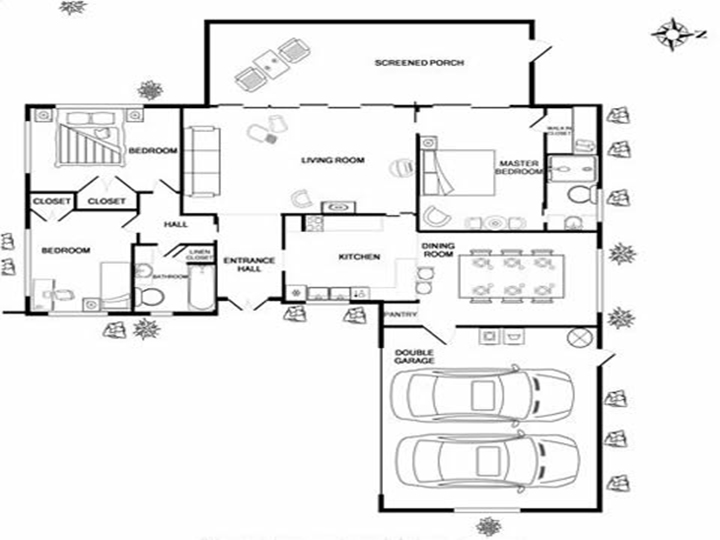 SCREENED PORCH
N
BEDROOM
LIVING ROOM
WALK IN
CLOSET
MASTER
BEDROOM
CLOSET
CLOSET
HALL
BEDROOM
LINEN
CLOSET
BATHROOM
ENTRANCE
HALL
KITCHEN
DINING
ROOM
PANTRY
DOUBLE
GARAGE